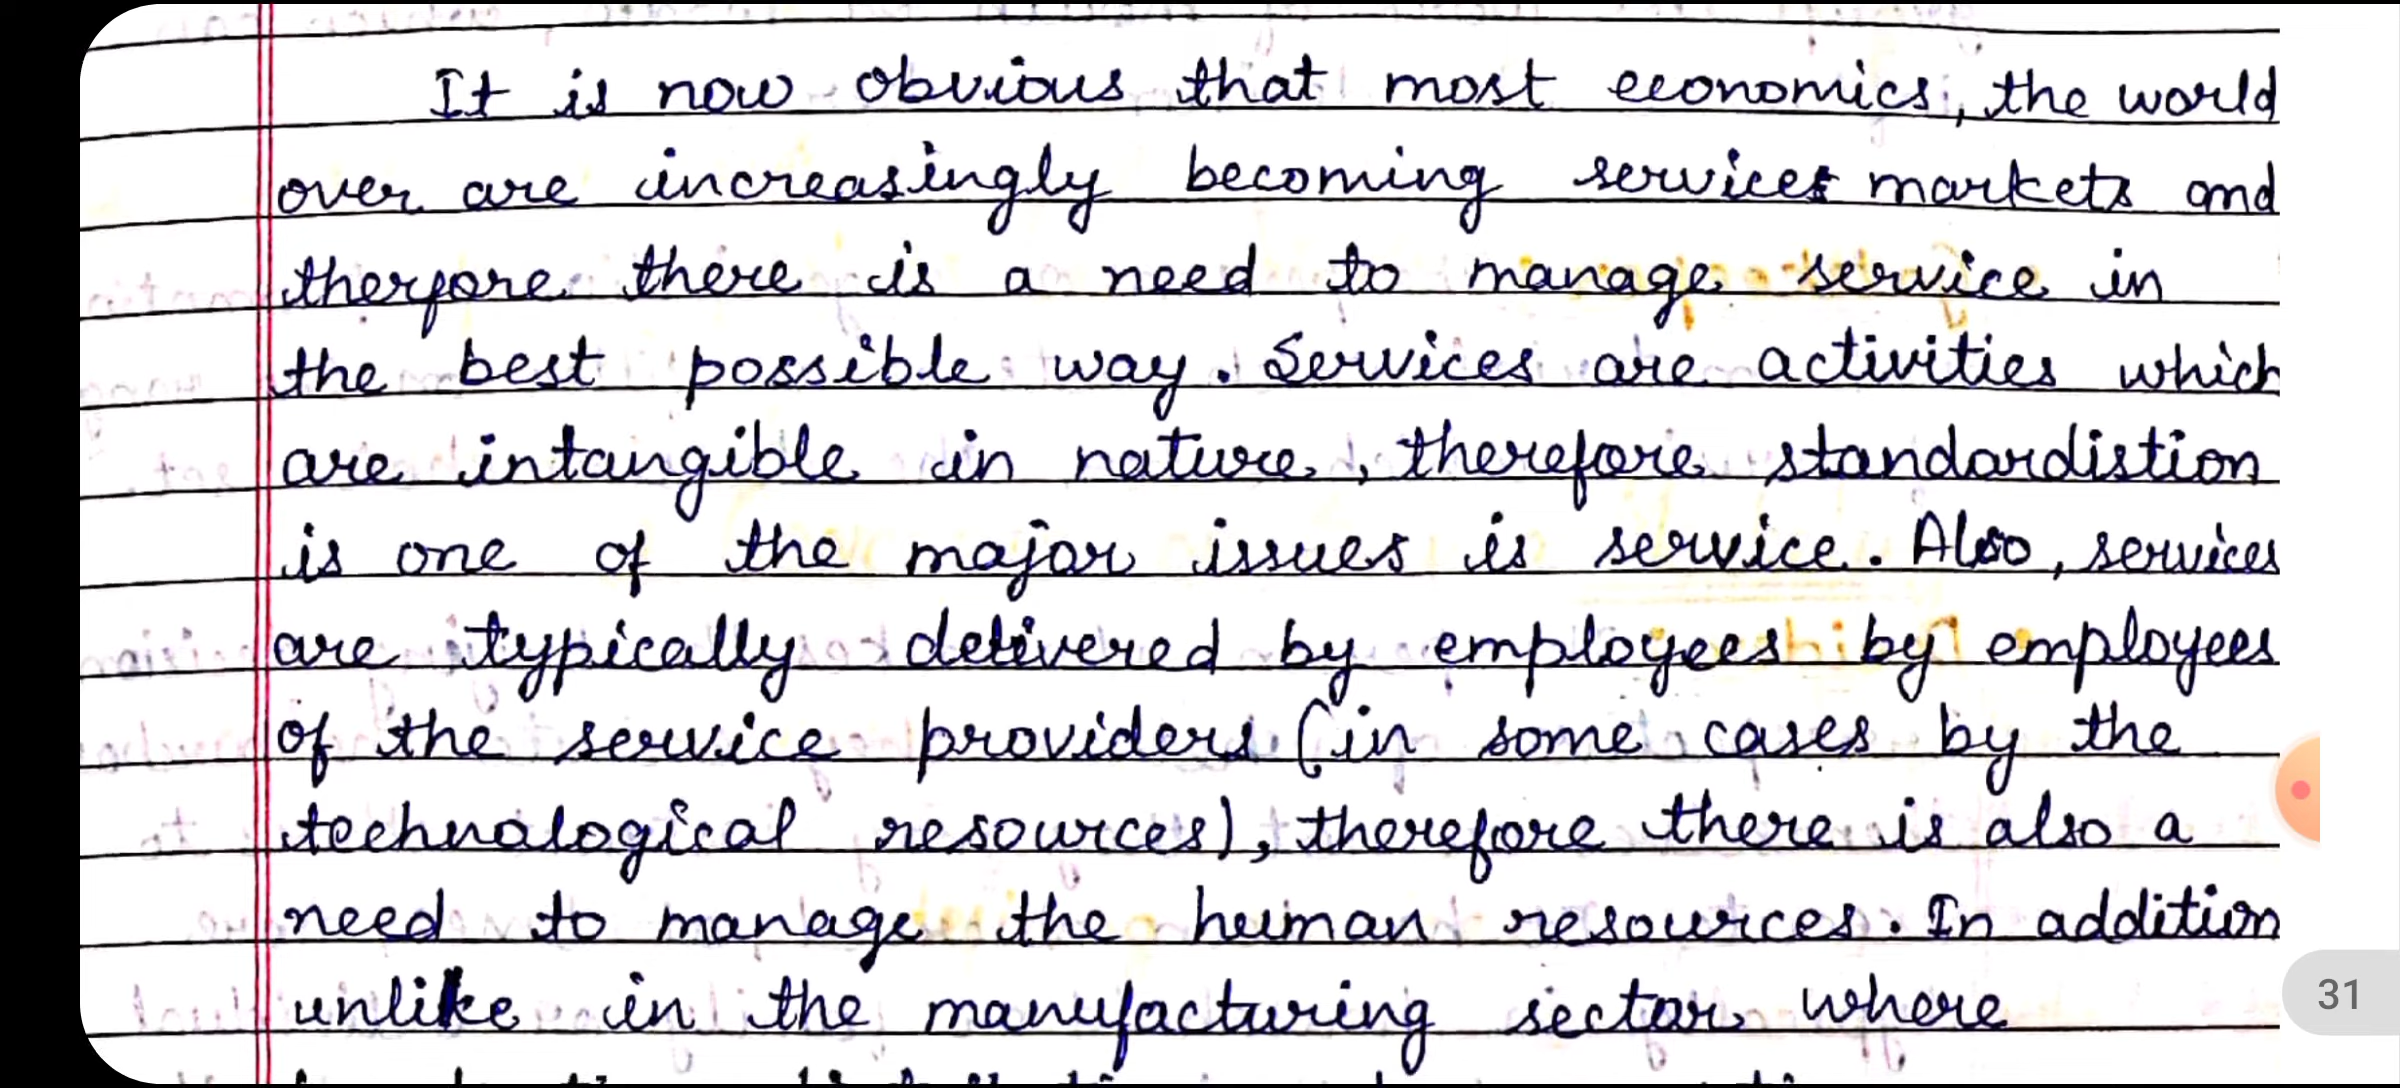 It is now obvious that most economics, the world
over are increasingly becoming services markets and
therfore there is a need to manage service in
the best possible way. Services are activities which
are intangible in nature, therefore standardistion
is one of the major issues is service. Also, services
are typically delivered by employees by employees
of the service providers (in some cases by the
technological resources), therefore there is also a
need to manage the human resources. In addition
unlike in the manufacturing sector where
31